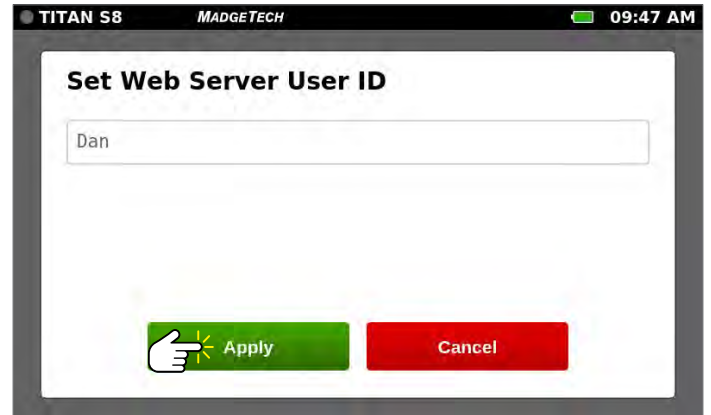 TITAN S8 MADGETECH 09:47 AM
Set Web Server User ID
Dan
Apply Cancel